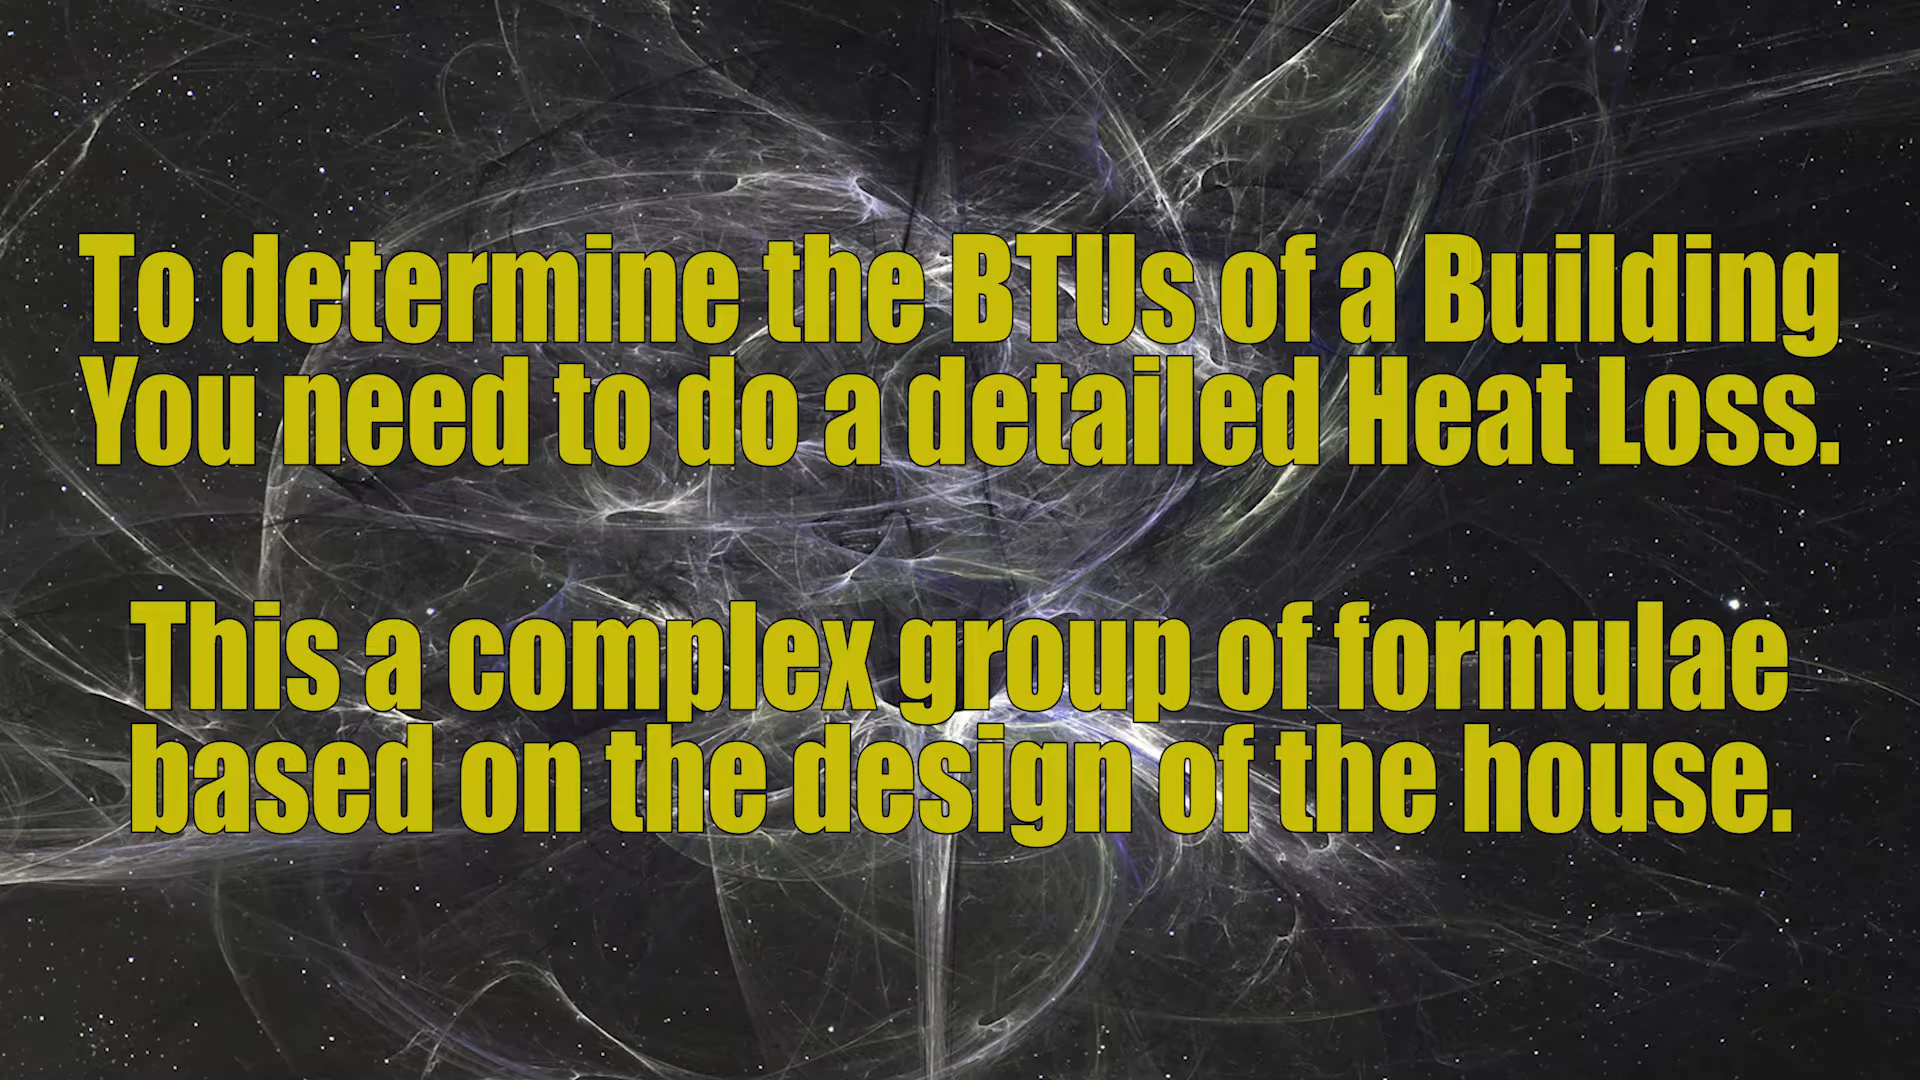 To determine the BTUs of a Building
You need to do a detailed Heat Loss.
This a complex group of formulae
based on the design of the house.